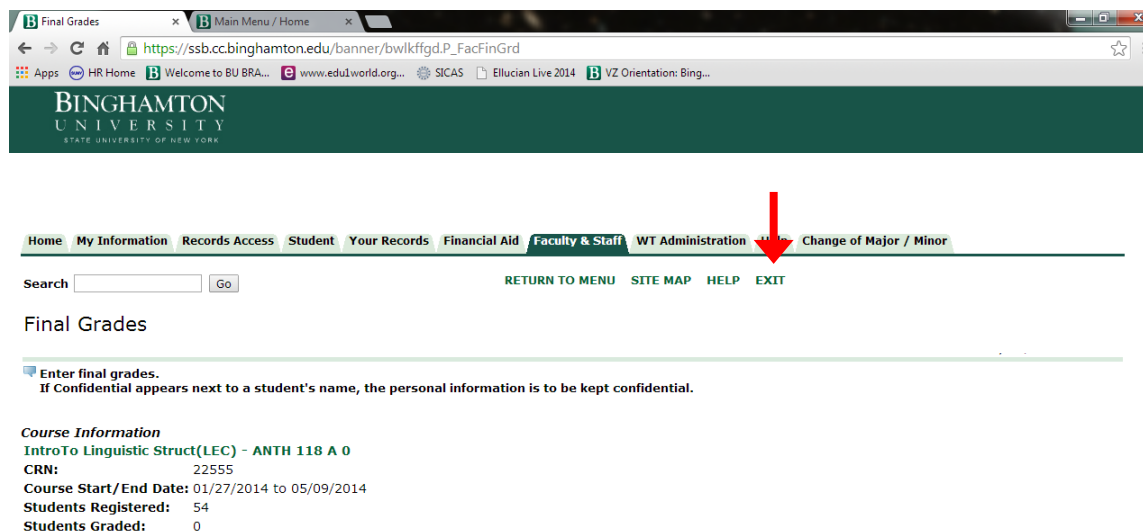 Final Grades × Main Menu / Home ×
https://ssb.cc.binghamton.edu/banner/bwlkffgd.P_FacFinGrd
Apps HR Home Welcome to BU BRA... www.edu1world.org... SICAS Ellucian Live 2014 VZ Orientation: Bing...
BINGHAMTON
UNIVERSITY
STATE UNIVERSITY OF NEW YORK
Home My Information Records Access Student Your Records Financial Aid Faculty & Staff WT Administration Help Change of Major / Minor
Search Go RETURN TO MENU SITE MAP HELP EXIT
Final Grades
Enter final grades.
If Confidential appears next to a student's name, the personal information is to be kept confidential.
Course Information
IntroTo Linguistic Struct(LEC) - ANTH 118 A 0
CRN: 22555
Course Start/End Date: 01/27/2014 to 05/09/2014
Students Registered: 54
Students Graded: 0